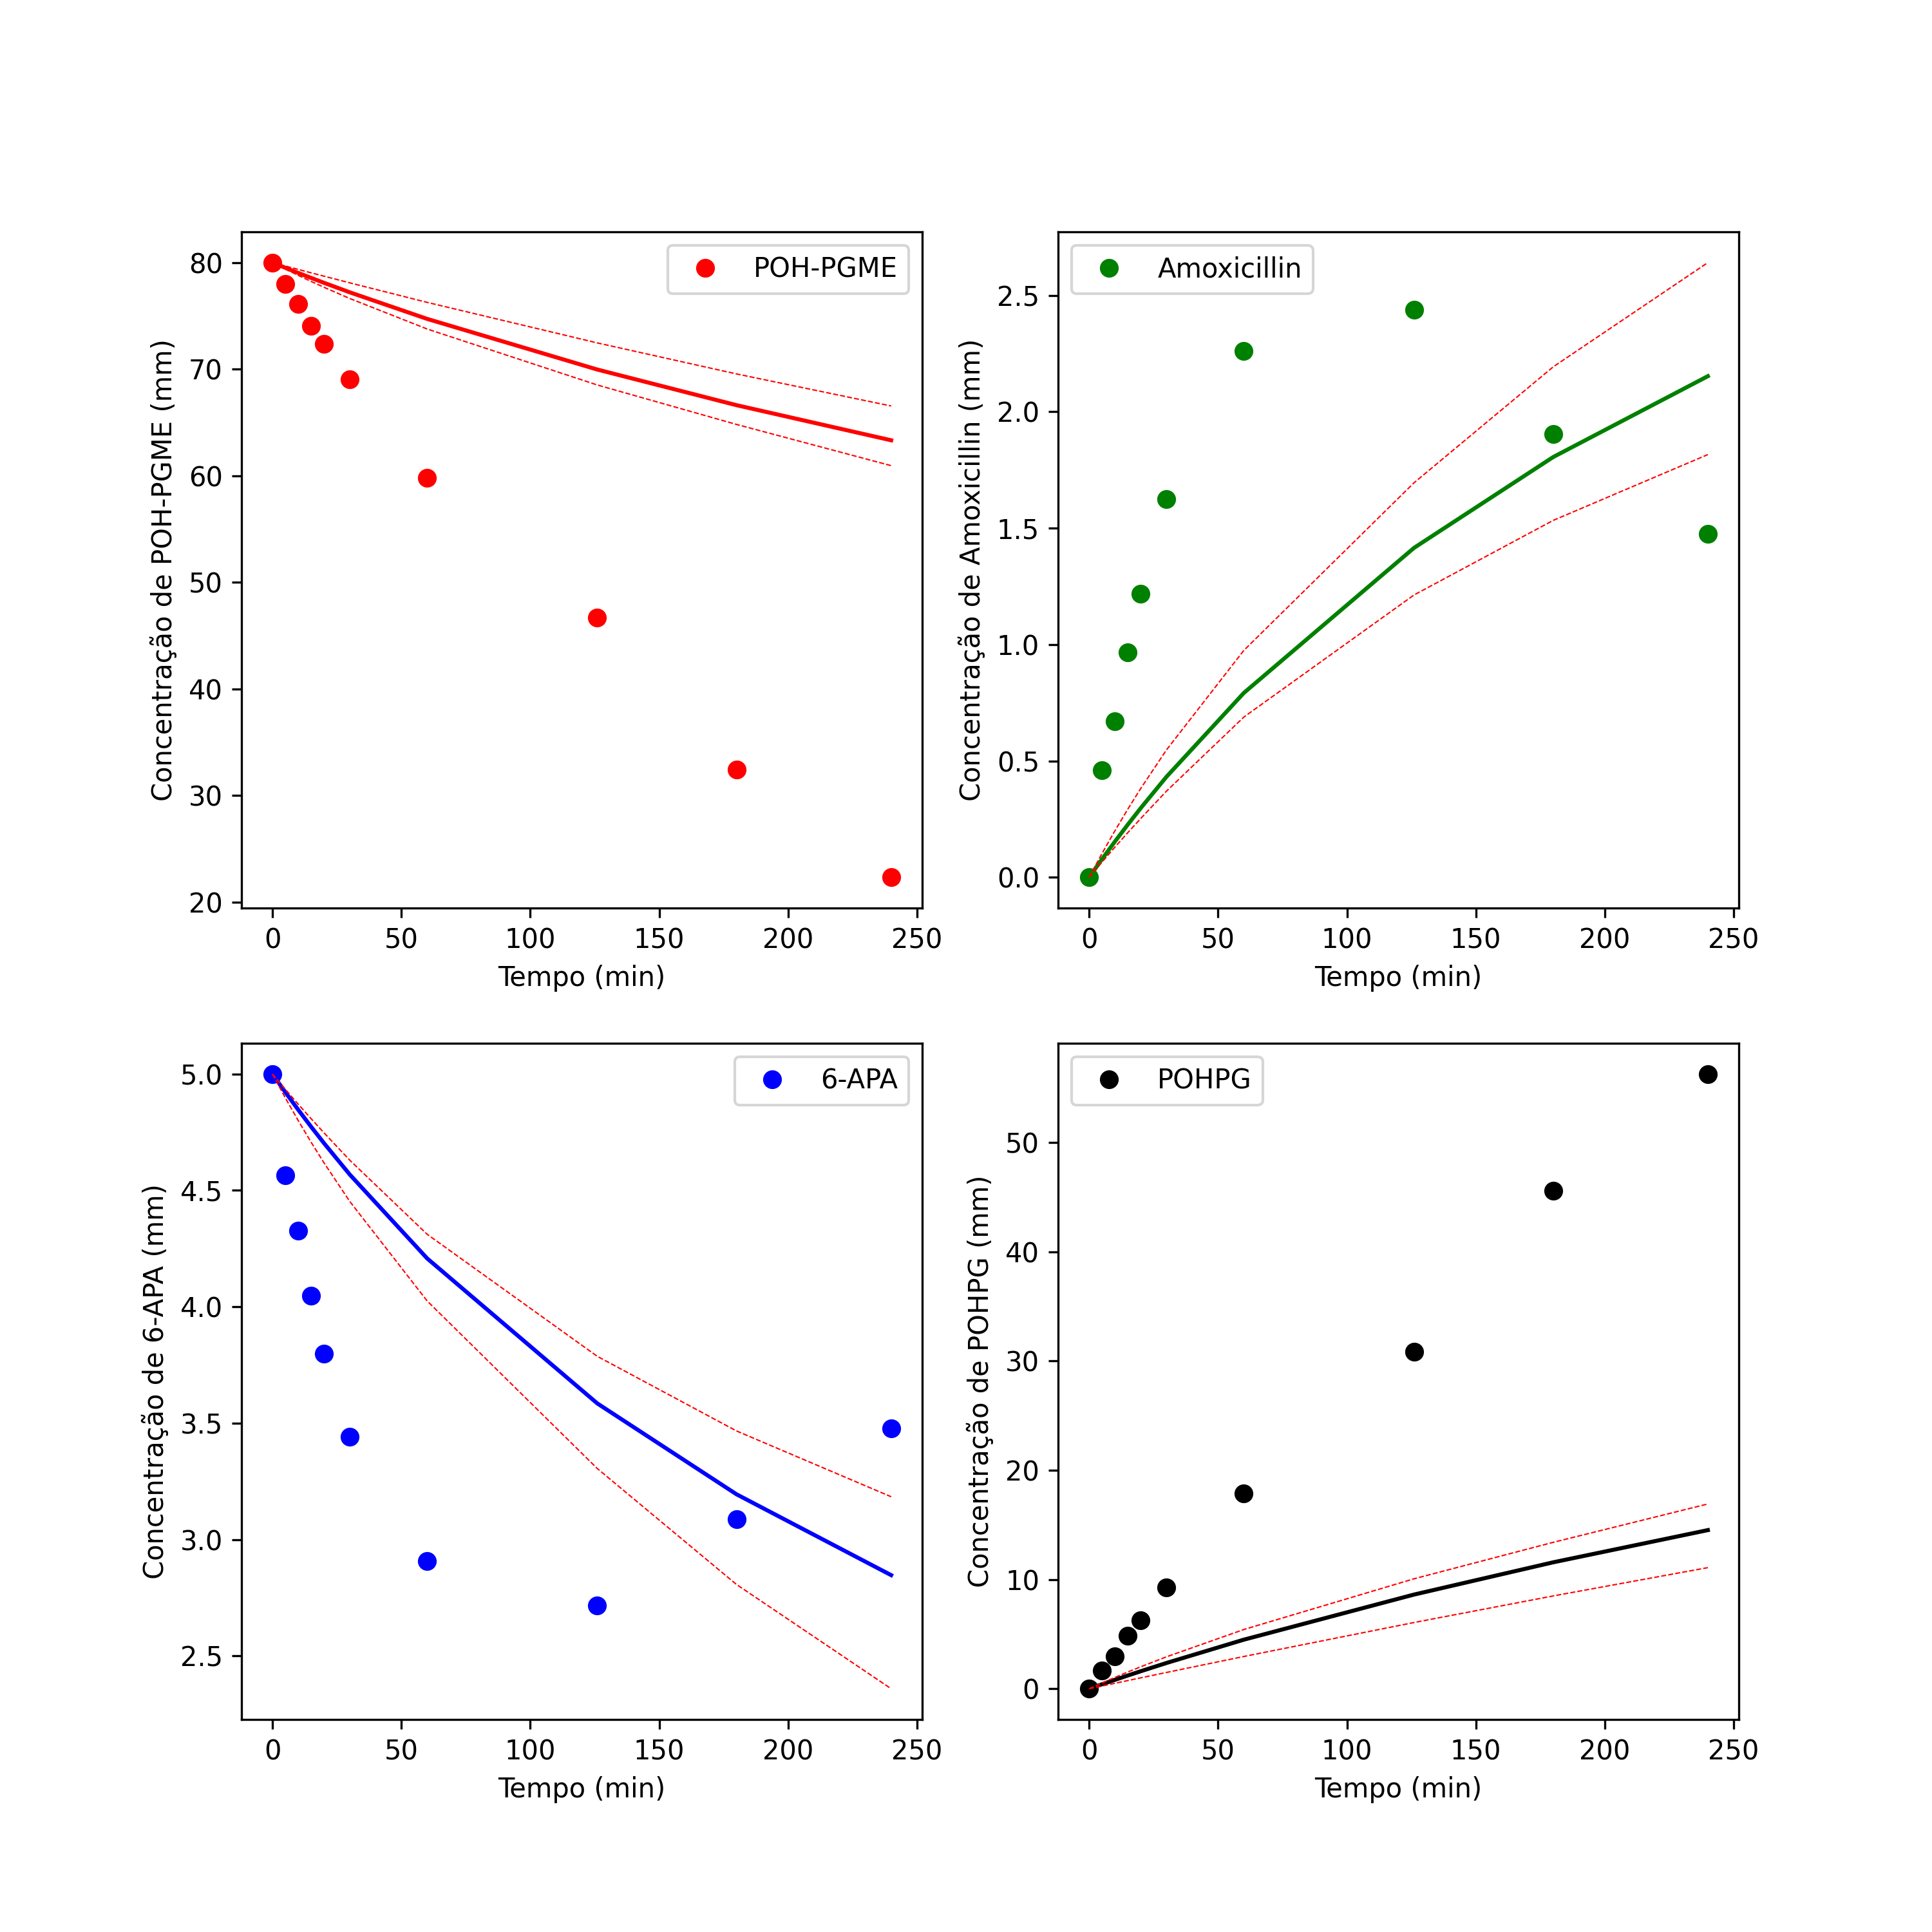 POH-PGME
Concentração de POH-PGME (mm)
80
70
60
50
40
30
20
0 50 100 150 200 250
Tempo (min)
Amoxicillin
Concentração de Amoxicillin (mm)
2.5
2.0
1.5
1.0
0.5
0.0
0 50 100 150 200 250
Tempo (min)
6-APA
Concentração de 6-APA (mm)
5.0
4.5
4.0
3.5
3.0
2.5
0 50 100 150 200 250
Tempo (min)
POHPG
Concentração de POHPG (mm)
50
40
30
20
10
0
0 50 100 150 200 250
Tempo (min)